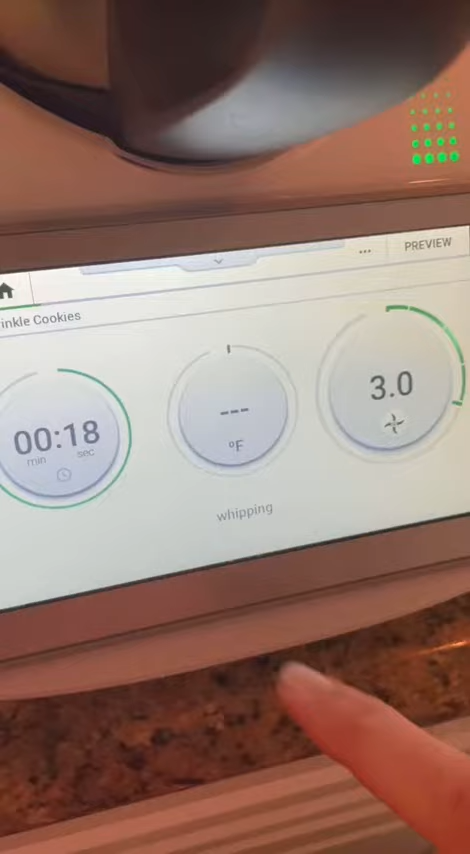 PREVIEW
inkle Cookies
00:18
min sec
---
°F
3.0
whipping